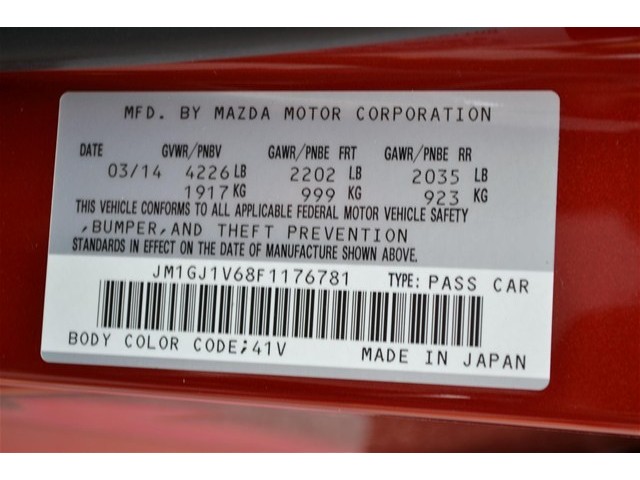 MFD. BY MAZDA MOTOR CORPORATION
DATE GVWR/PNBV GAWR/PNBE FRT GAWR/PNBE RR
03/14 4226 LB 2202 LB 2035 LB
1917 KG 999 KG 923 KG
THIS VEHICLE CONFORMS TO ALL APPLICABLE FEDERAL MOTOR VEHICLE SAFETY
,BUMPER,AND THEFT PREVENTION
STANDARDS IN EFFECT ON THE DATE OF MANUFACTURE SHOWN ABOVE.
JM1GJ1V68F1176781 TYPE: PASS CAR
BODY COLOR CODE;41V MADE IN JAPAN